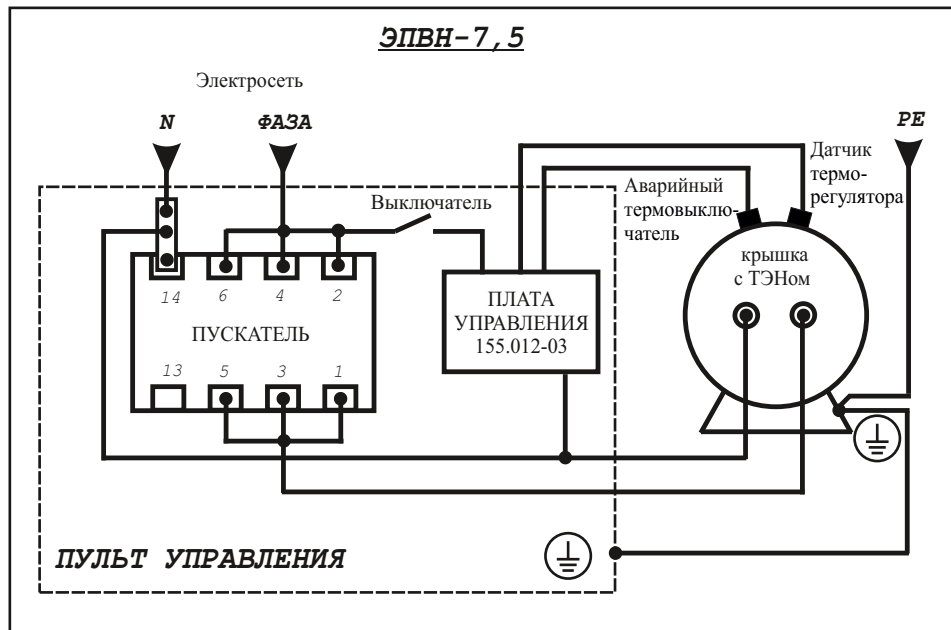 ЭПВН-7,5
Электросеть
N
ФАЗА
PE
Датчик
термо-
регулятора
Аварийный
термовыклю-
чатель
Выключатель
крышка
с ТЭНом
14 6 4 2
ПУСКАТЕЛЬ
13 5 3 1
ПЛАТА
УПРАВЛЕНИЯ
155.012-03
ПУЛЬТ УПРАВЛЕНИЯ